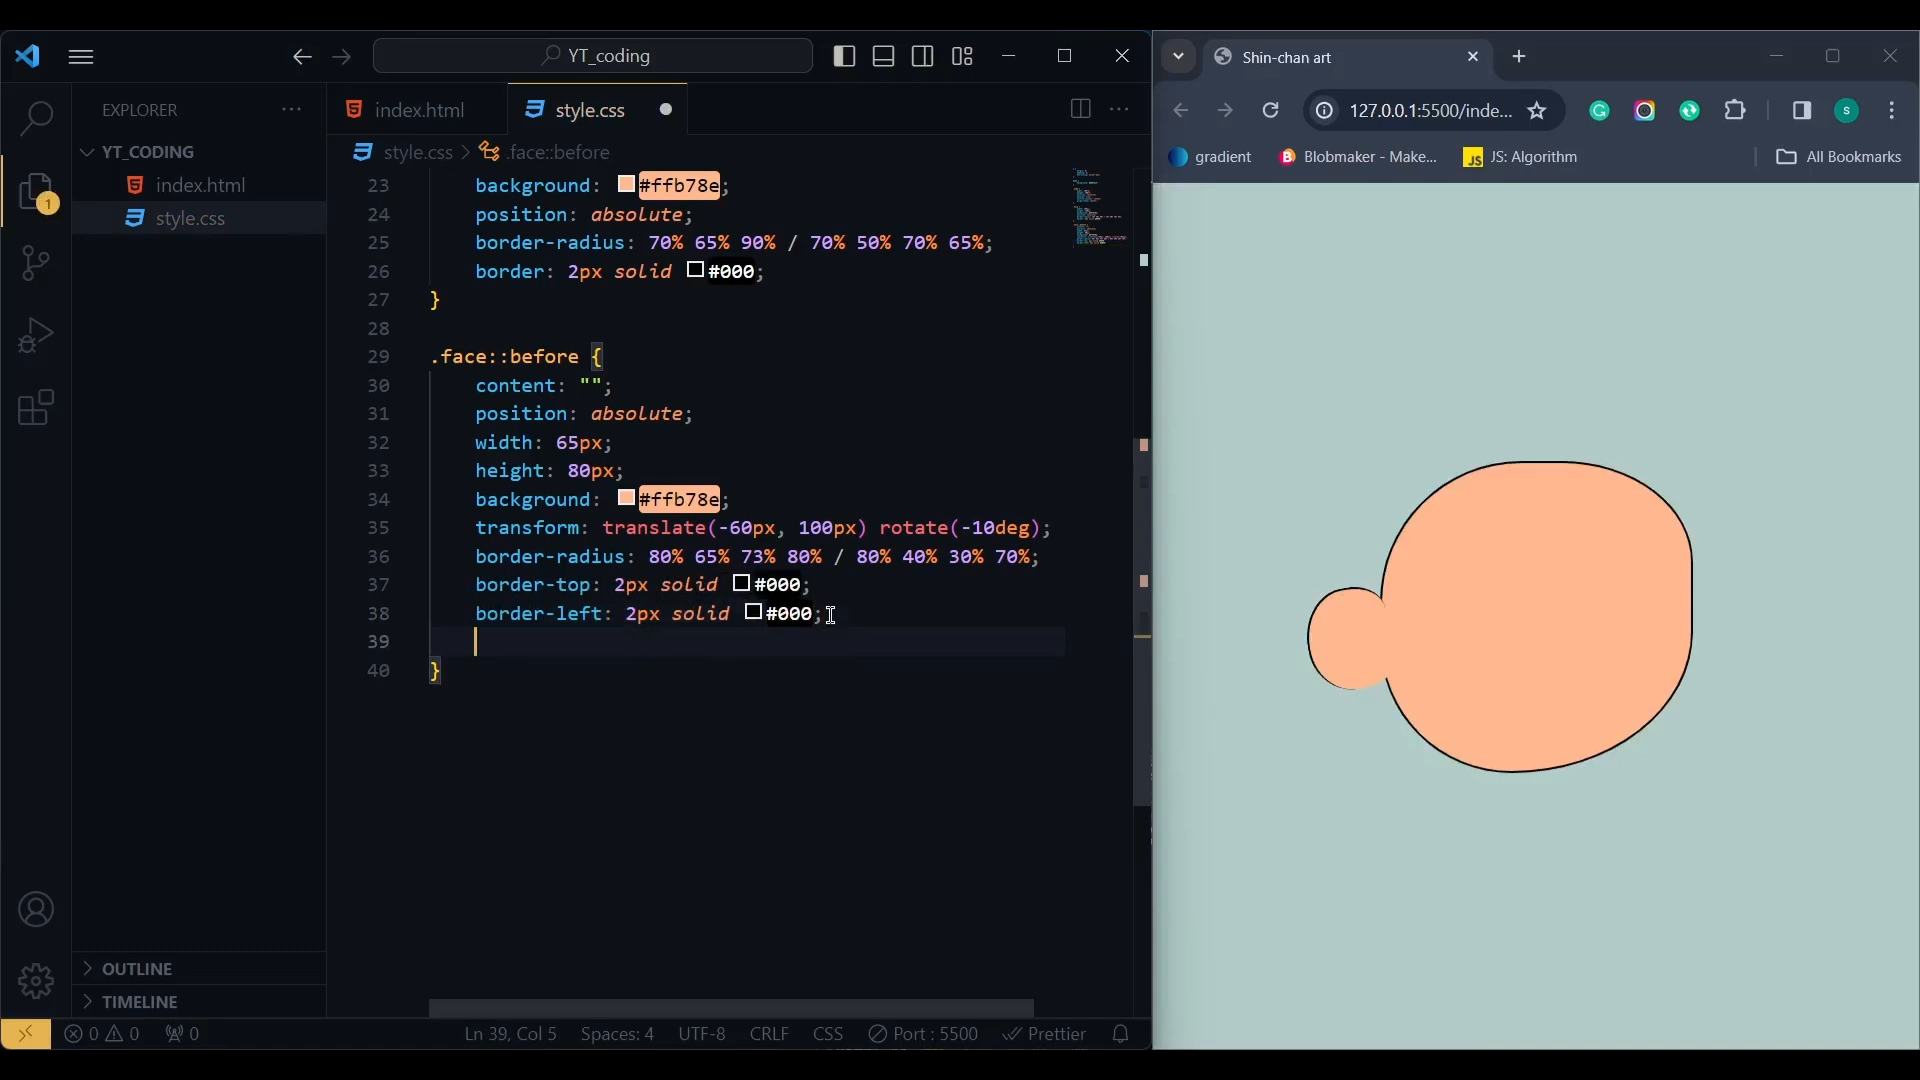 YT_coding
EXPLORER
YT_CODING
index.html
style.css
1
index.html
style.css
style.css > .face::before
23 background: #ffb78e;
24 position: absolute;
25 border-radius: 70% 65% 90% / 70% 50% 70% 65%;
26 border: 2px solid #000;
27 }
28
29 .face::before {
30 content: "";
31 position: absolute;
32 width: 65px;
33 height: 80px;
34 background: #ffb78e;
35 transform: translate(-60px, 100px) rotate(-10deg);
36 border-radius: 80% 65% 73% 80% / 80% 40% 30% 70%;
37 border-top: 2px solid #000;
38 border-left: 2px solid #000;
39
40 }
OUTLINE
TIMELINE
0 0 0 Ln 39, Col 5 Spaces: 4 UTF-8 CRLF CSS Port : 5500 Prettier
Shin-chan art
127.0.0.1:5500/inde... S
gradient Blobmaker - Make... JS JS: Algorithm All Bookmarks